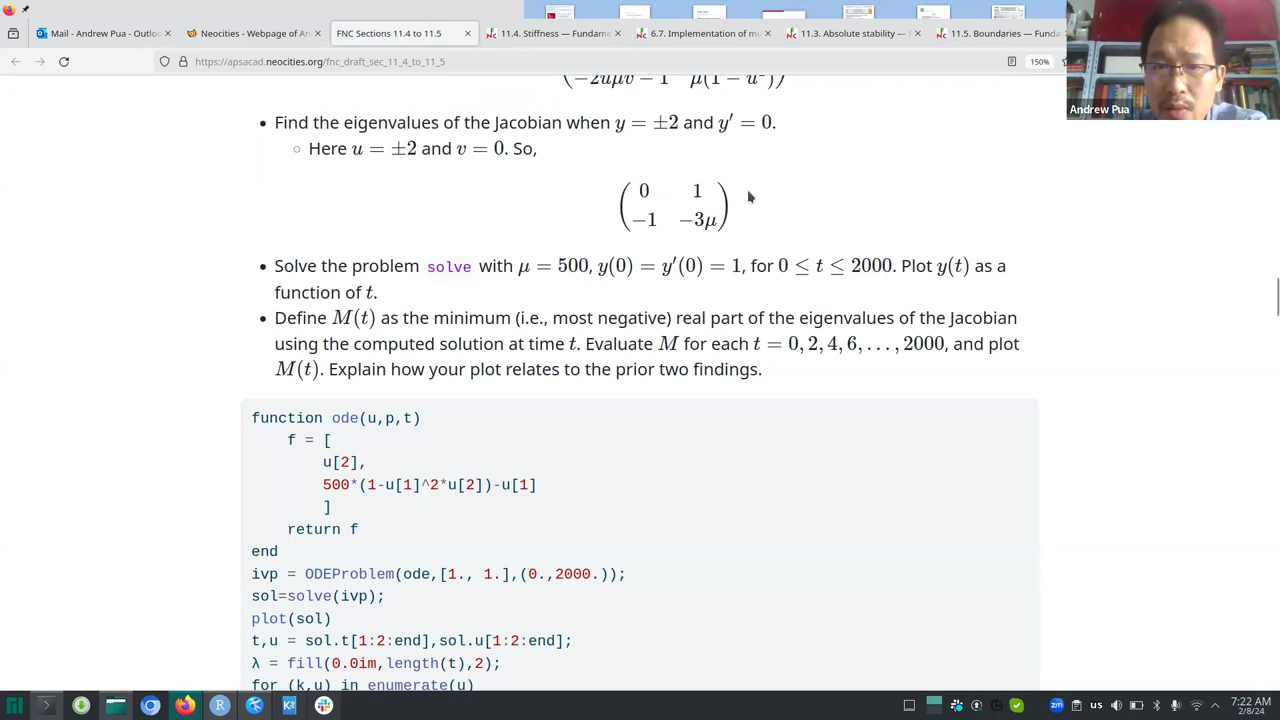 Mail - Andrew Pua - Outloo
Neocities - Webpage of An
FNC Sections 11.4 to 11.5
11.4. Stiffness — Fundame
6.7. Implementation of mu
11.3. Absolute stability — F
11.5. Boundaries — Funda
https://apsacad.neocities.org/fnc_draft_sec_11_4_to_11_5
150%
Andrew Pua
(−2uμv − 1 μ(1 − u²))
• Find the eigenvalues of the Jacobian when y = ±2 and y′ = 0.
◦ Here u = ±2 and v = 0. So,
( 0 1
−1 −3μ )
• Solve the problem solve with μ = 500, y(0) = y′(0) = 1, for 0 ≤ t ≤ 2000. Plot y(t) as a
function of t.
• Define M(t) as the minimum (i.e., most negative) real part of the eigenvalues of the Jacobian
using the computed solution at time t. Evaluate M for each t = 0, 2, 4, 6, …, 2000, and plot
M(t). Explain how your plot relates to the prior two findings.
function ode(u,p,t)
f = [
u[2],
500*(1-u[1]^2*u[2])-u[1]
]
return f
end
ivp = ODEProblem(ode,[1., 1.],(0.,2000.));
sol=solve(ivp);
plot(sol)
t,u = sol.t[1:2:end],sol.u[1:2:end];
λ = fill(0.0im,length(t),2);
for (k,u) in enumerate(u)
us
7:22 AM
2/8/24